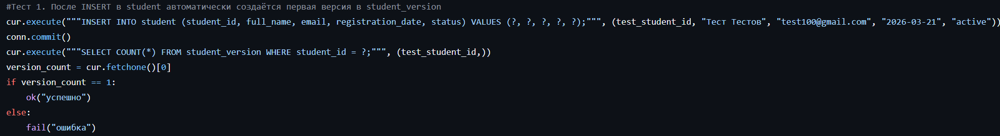 #Тест 1. После INSERT в student автоматически создаётся первая версия в student_version
cur.execute("""INSERT INTO student (student_id, full_name, email, registration_date, status) VALUES (?, ?, ?, ?, ?);""", (test_student_id, "Тест Тестов", "test100@gmail.com", "2026-03-21", "active"))
conn.commit()
cur.execute("""SELECT COUNT(*) FROM student_version WHERE student_id = ?;""", (test_student_id,))
version_count = cur.fetchone()[0]
if version_count == 1:
    ok("успешно")
else:
    fail("ошибка")